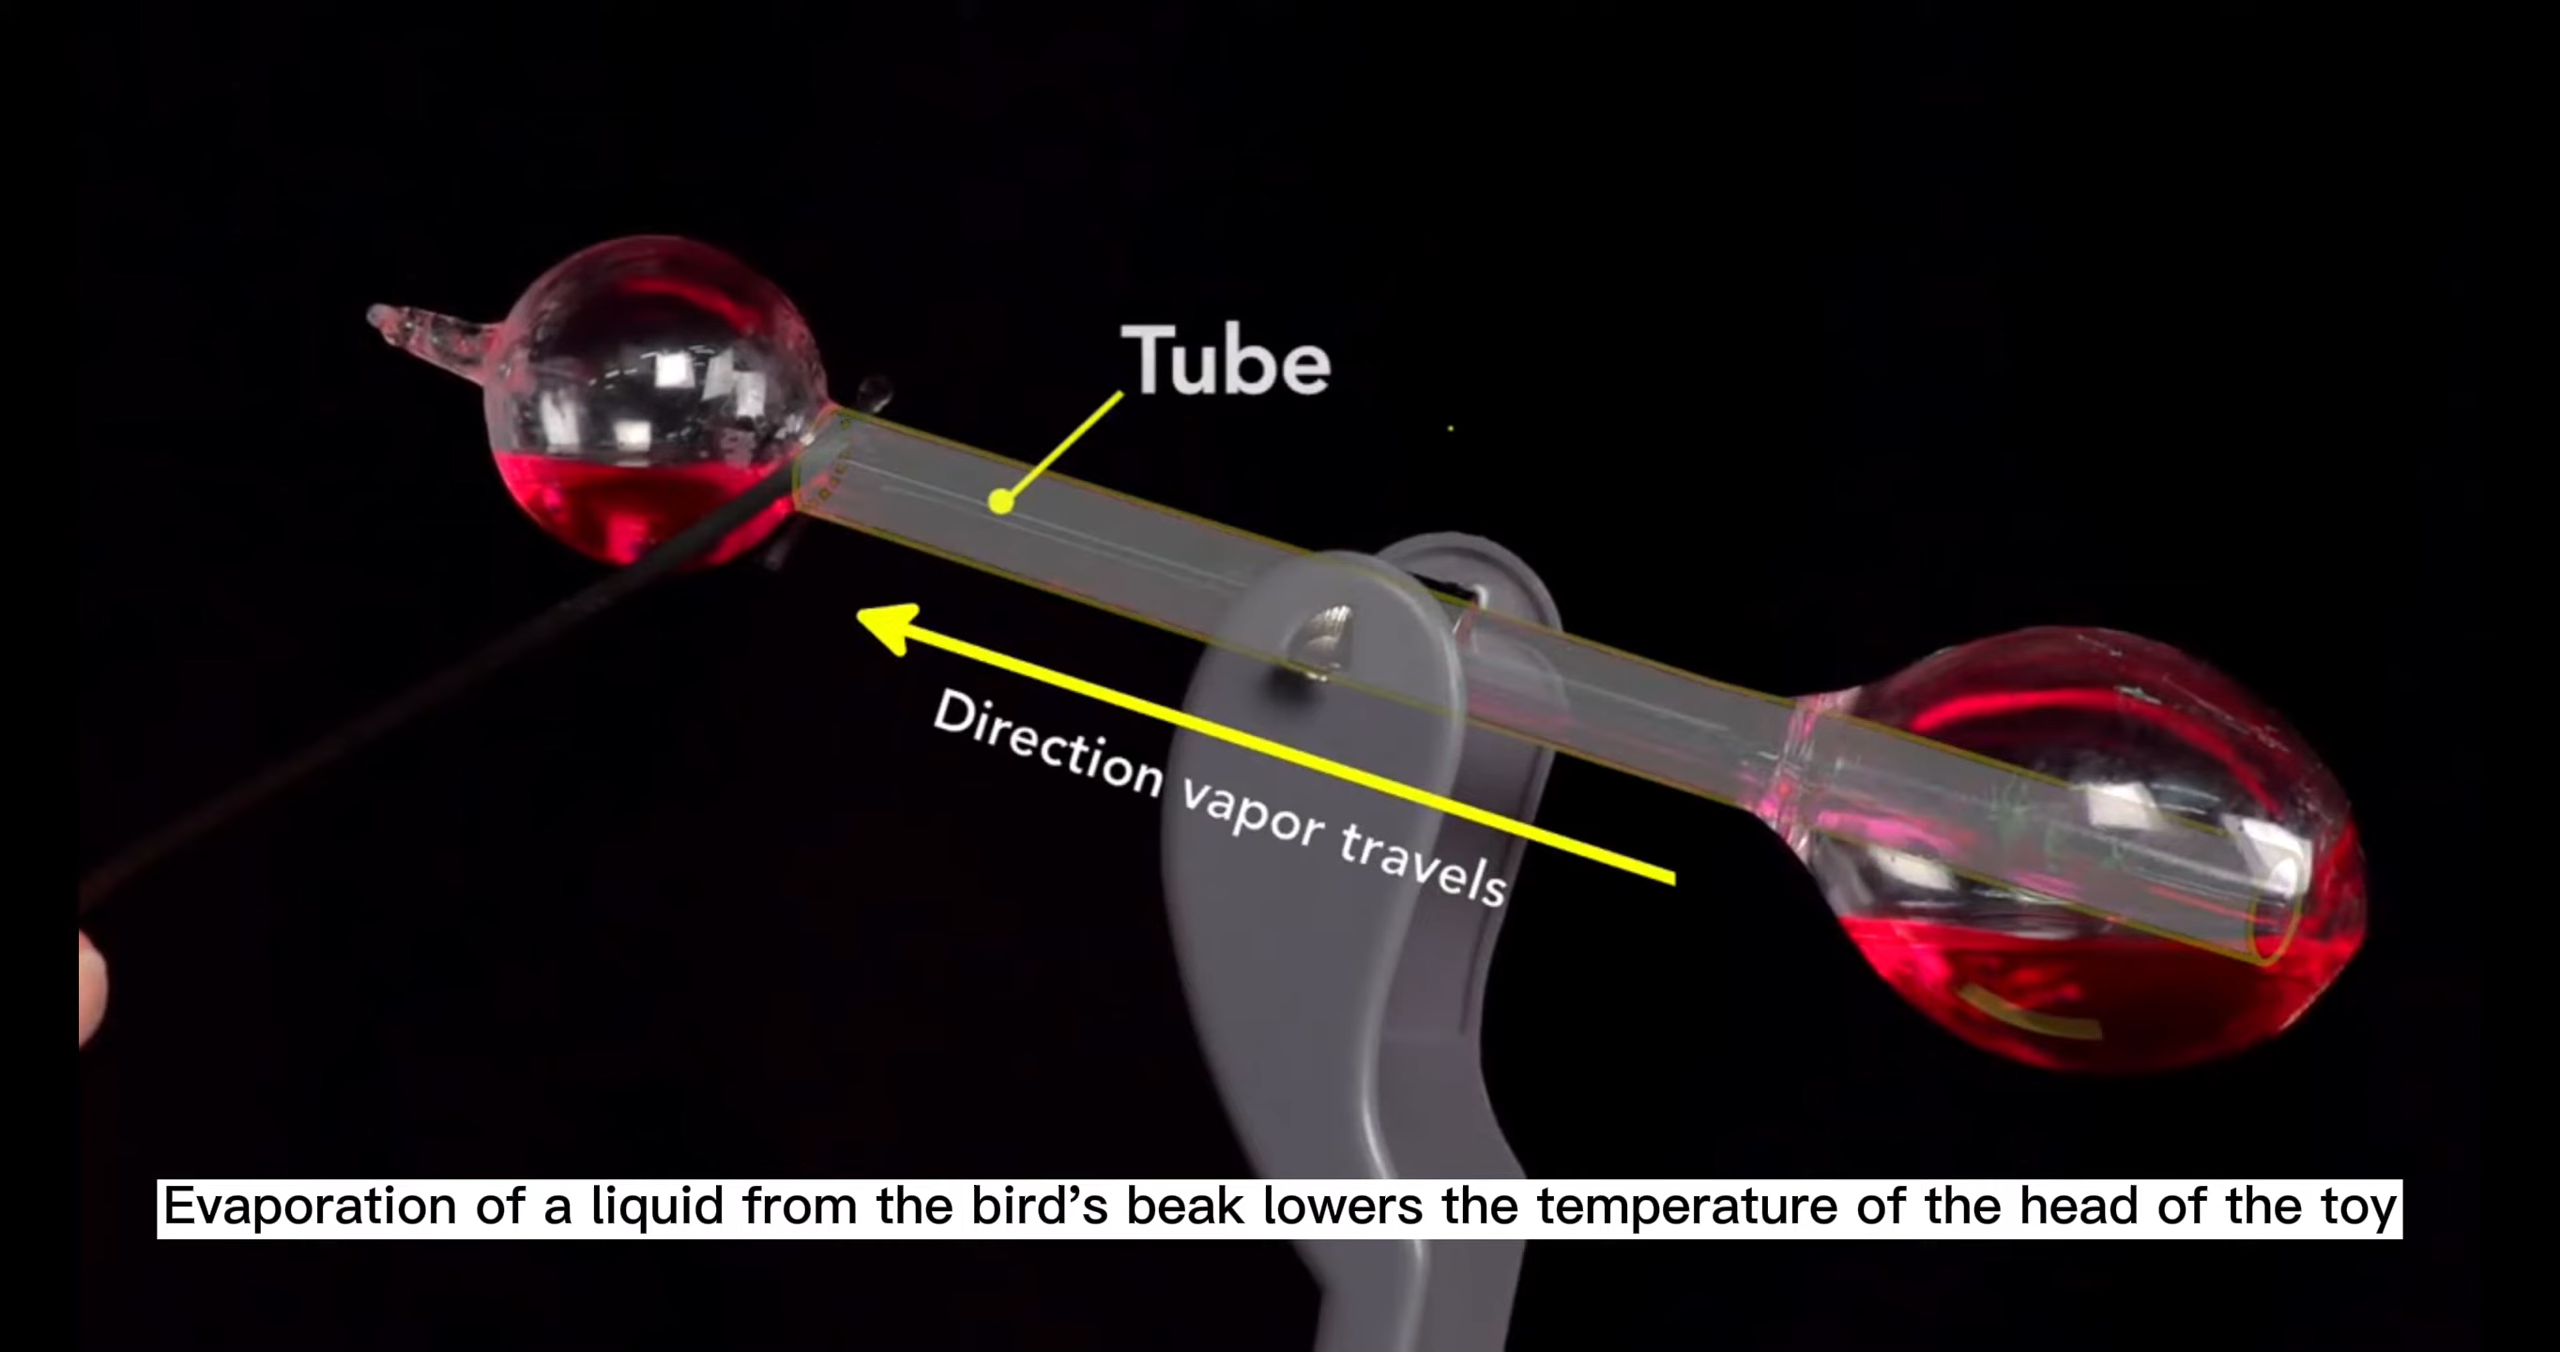 Tube
Direction vapor travels
Evaporation of a liquid from the bird’s beak lowers the temperature of the head of the toy